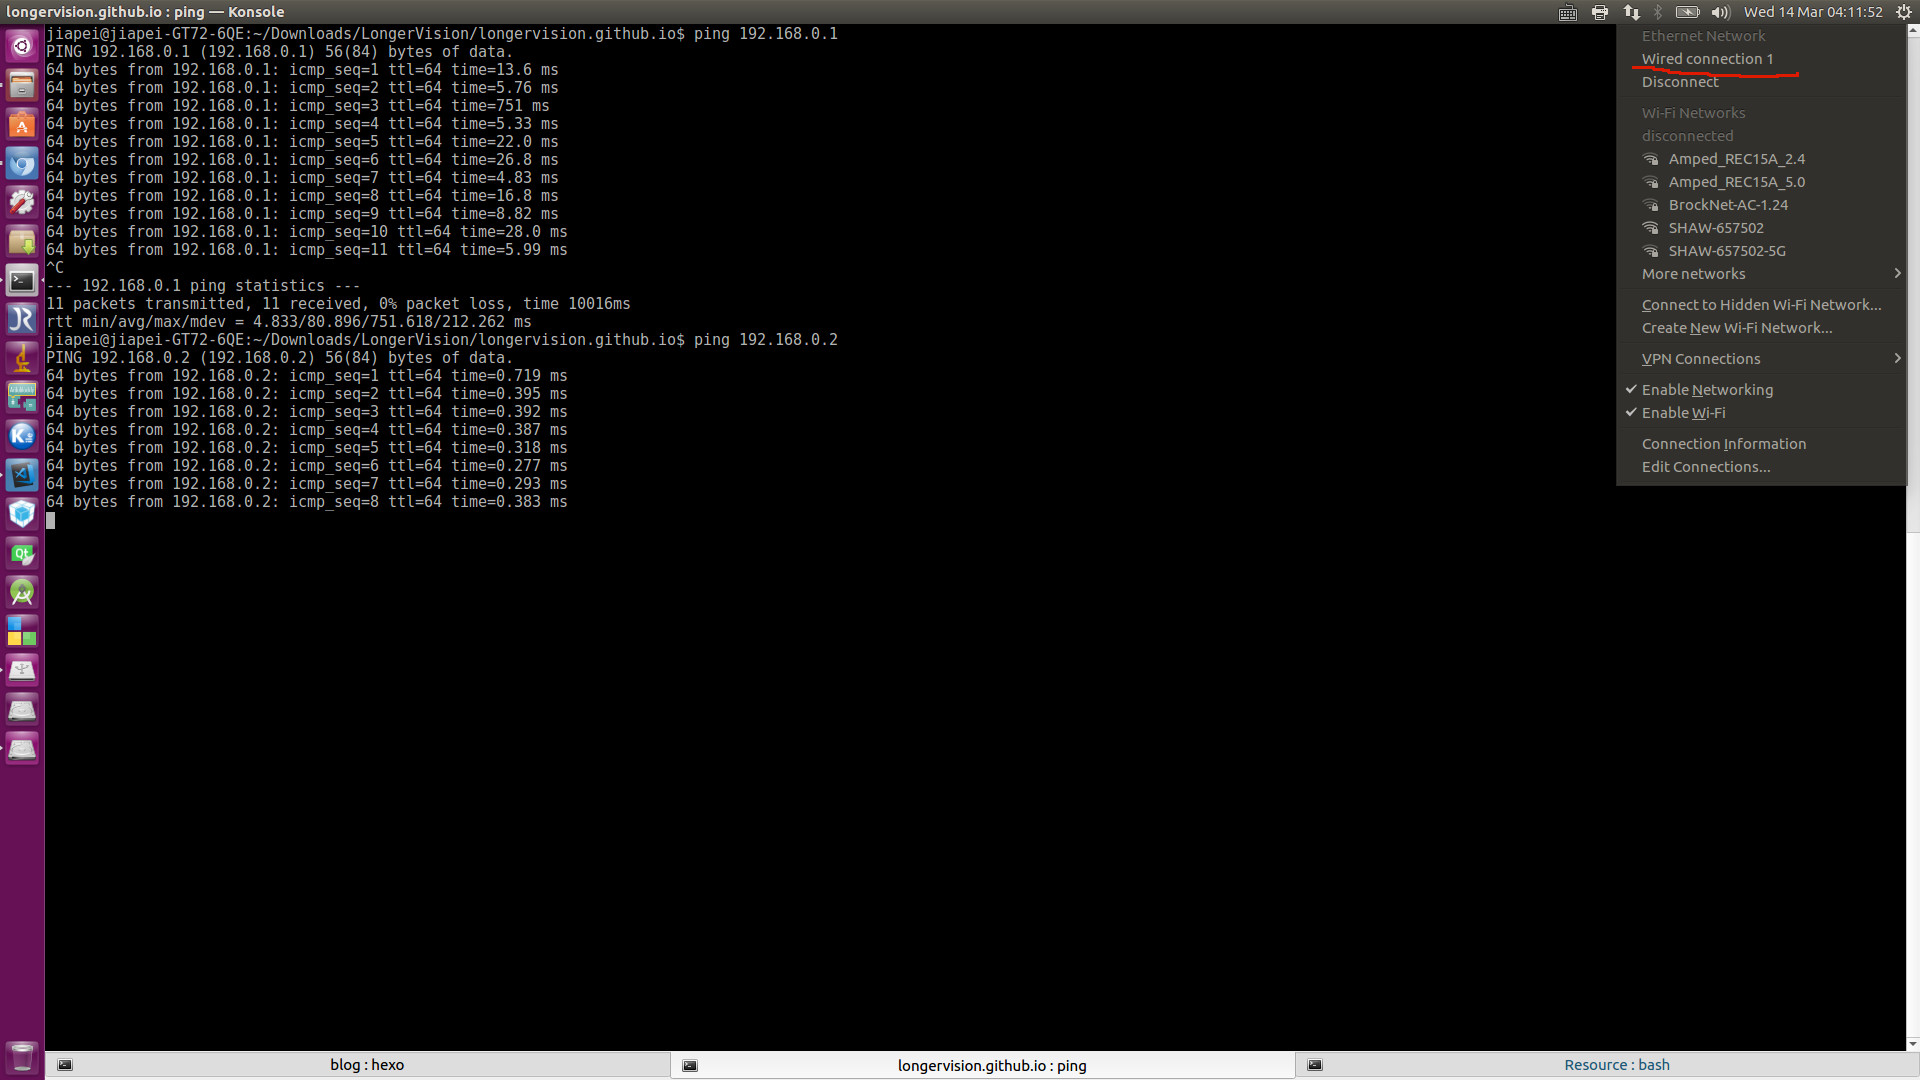 longervision.github.io : ping — Konsole
Wed 14 Mar 04:11:52
jiapei@jiapei-GT72-6QE:~/Downloads/LongerVision/longervision.github.io$ ping 192.168.0.1
PING 192.168.0.1 (192.168.0.1) 56(84) bytes of data.
64 bytes from 192.168.0.1: icmp_seq=1 ttl=64 time=13.6 ms
64 bytes from 192.168.0.1: icmp_seq=2 ttl=64 time=5.76 ms
64 bytes from 192.168.0.1: icmp_seq=3 ttl=64 time=751 ms
64 bytes from 192.168.0.1: icmp_seq=4 ttl=64 time=5.33 ms
64 bytes from 192.168.0.1: icmp_seq=5 ttl=64 time=22.0 ms
64 bytes from 192.168.0.1: icmp_seq=6 ttl=64 time=26.8 ms
64 bytes from 192.168.0.1: icmp_seq=7 ttl=64 time=4.83 ms
64 bytes from 192.168.0.1: icmp_seq=8 ttl=64 time=16.8 ms
64 bytes from 192.168.0.1: icmp_seq=9 ttl=64 time=8.82 ms
64 bytes from 192.168.0.1: icmp_seq=10 ttl=64 time=28.0 ms
64 bytes from 192.168.0.1: icmp_seq=11 ttl=64 time=5.99 ms
^C
--- 192.168.0.1 ping statistics ---
11 packets transmitted, 11 received, 0% packet loss, time 10016ms
rtt min/avg/max/mdev = 4.833/80.896/751.618/212.262 ms
jiapei@jiapei-GT72-6QE:~/Downloads/LongerVision/longervision.github.io$ ping 192.168.0.2
PING 192.168.0.2 (192.168.0.2) 56(84) bytes of data.
64 bytes from 192.168.0.2: icmp_seq=1 ttl=64 time=0.719 ms
64 bytes from 192.168.0.2: icmp_seq=2 ttl=64 time=0.395 ms
64 bytes from 192.168.0.2: icmp_seq=3 ttl=64 time=0.392 ms
64 bytes from 192.168.0.2: icmp_seq=4 ttl=64 time=0.387 ms
64 bytes from 192.168.0.2: icmp_seq=5 ttl=64 time=0.318 ms
64 bytes from 192.168.0.2: icmp_seq=6 ttl=64 time=0.277 ms
64 bytes from 192.168.0.2: icmp_seq=7 ttl=64 time=0.293 ms
64 bytes from 192.168.0.2: icmp_seq=8 ttl=64 time=0.383 ms
Ethernet Network
Wired connection 1
Disconnect
Wi-Fi Networks
disconnected
Amped_REC15A_2.4
Amped_REC15A_5.0
BrockNet-AC-1.24
SHAW-657502
SHAW-657502-5G
More networks
Connect to Hidden Wi-Fi Network...
Create New Wi-Fi Network...
VPN Connections
Enable Networking
Enable Wi-Fi
Connection Information
Edit Connections...
blog : hexo
longervision.github.io : ping
Resource : bash